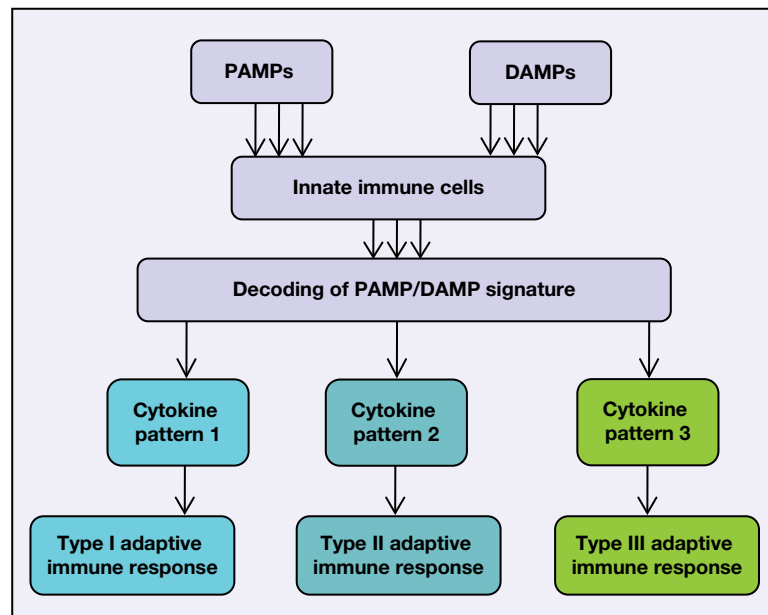 PAMPs
DAMPs
Innate immune cells
Decoding of PAMP/DAMP signature
Cytokine
pattern 1
Cytokine
pattern 2
Cytokine
pattern 3
Type I adaptive
immune response
Type II adaptive
immune response
Type III adaptive
immune response